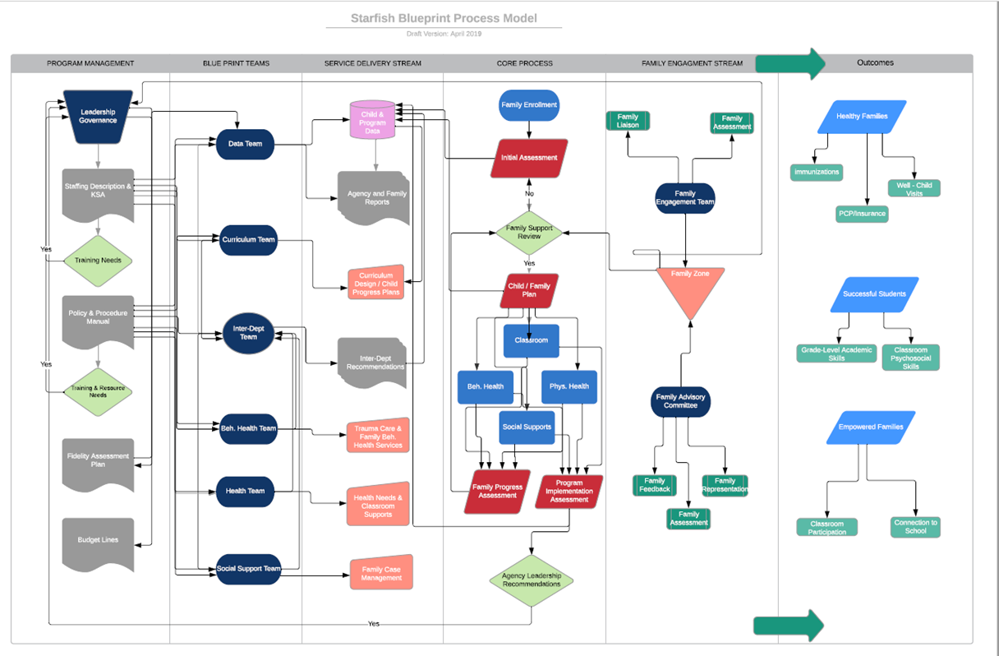 Starfish Blueprint Process Model
Draft Version: April 2019
PROGRAM MANAGEMENT
BLUE PRINT TEAMS
SERVICE DELIVERY STREAM
CORE PROCESS
FAMILY ENGAGMENT STREAM
Outcomes
Leadership
Governance
Staffing Description &
KSA
Training Needs
Yes
Policy & Procedure
Manual
Yes
Training & Resource
Needs
Fidelity Assessment
Plan
Budget Lines
Data Team
Curriculum Team
Inter-Dept
Team
Beh. Health Team
Health Team
Social Support Team
Child &
Program
Data
Agency and Family
Reports
Curriculum
Design / Child
Progress Plans
Inter-Dept
Recommendations
Trauma Care &
Family Beh.
Health Services
Health Needs &
Classroom
Supports
Family Case
Management
Family Enrollment
Initial Assessment
No
Family Support
Review
Yes
Child / Family
Plan
Classroom
Beh. Health
Phys. Health
Social Supports
Family Progress
Assessment
Program
Implementation
Assessment
Agency Leadership
Recommendations
Yes
Family
Liaison
Family
Assessment
Family
Engagement Team
Family Zone
Family Advisory
Committee
Family
Feedback
Family
Representation
Family
Assessment
Healthy Families
immunizations
Well - Child
Visits
PCP/Insurance
Successful Students
Grade-Level Academic
Skills
Classroom
Psychosocial
Skills
Empowered Families
Classroom
Participation
Connection to
School